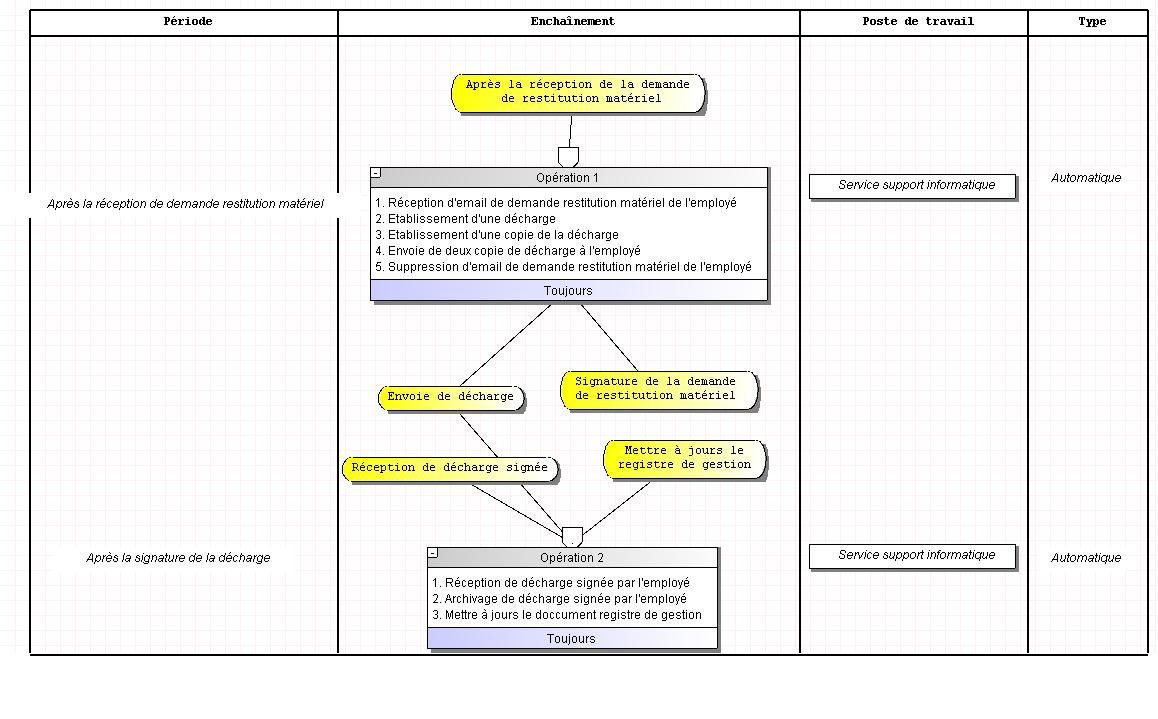 Période
Enchaînement
Poste de travail
Type
Après la réception de la demande
de restitution matériel
Après la réception de demande restitution matériel
Opération 1
1. Réception d'email de demande restitution matériel de l'employé
2. Etablissement d'une décharge
3. Etablissement d'une copie de la décharge
4. Envoie de deux copie de décharge à l'employé
5. Suppression d'email de demande restitution matériel de l'employé
Toujours
Service support informatique
Automatique
Envoie de décharge
Signature de la demande
de restitution matériel
Réception de décharge signée
Mettre à jours le
registre de gestion
Après la signature de la décharge
Opération 2
1. Réception de décharge signée par l'employé
2. Archivage de décharge signée par l'employé
3. Mettre à jours le doccument registre de gestion
Toujours
Service support informatique
Automatique